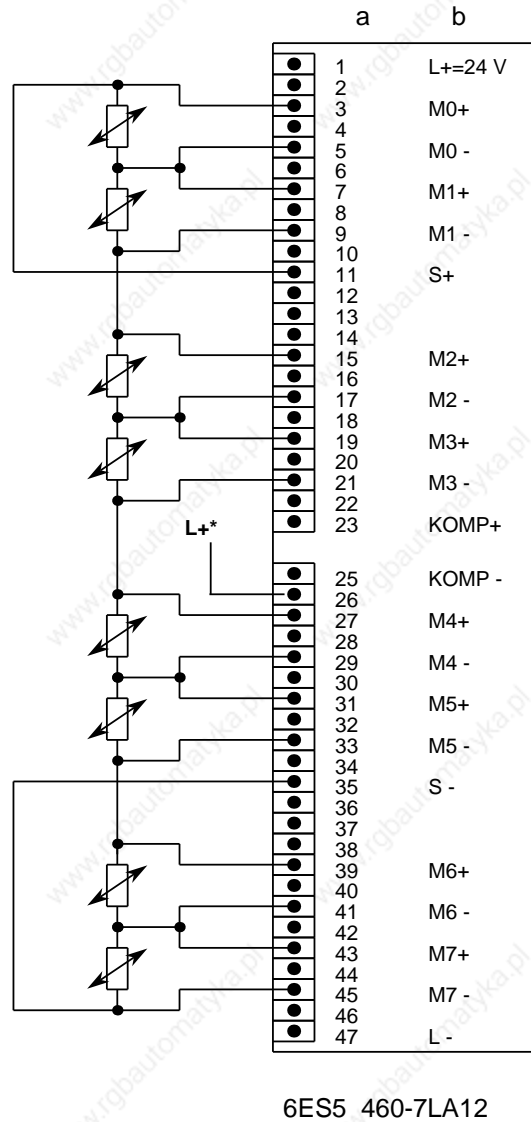 a b
1 L+=24 V
2
3 M0+
4
5 M0 -
6
7 M1+
8
9 M1 -
10
11 S+
12
13
14
15 M2+
16
17 M2 -
18
19 M3+
20
21 M3 -
22
23 KOMP+
L+*
25 KOMP -
26
27 M4+
28
29 M4 -
30
31 M5+
32
33 M5 -
34
35 S -
36
37
38
39 M6+
40
41 M6 -
42
43 M7+
44
45 M7 -
46
47 L -
6ES5 460-7LA12
www.rgbautomatyka.pl